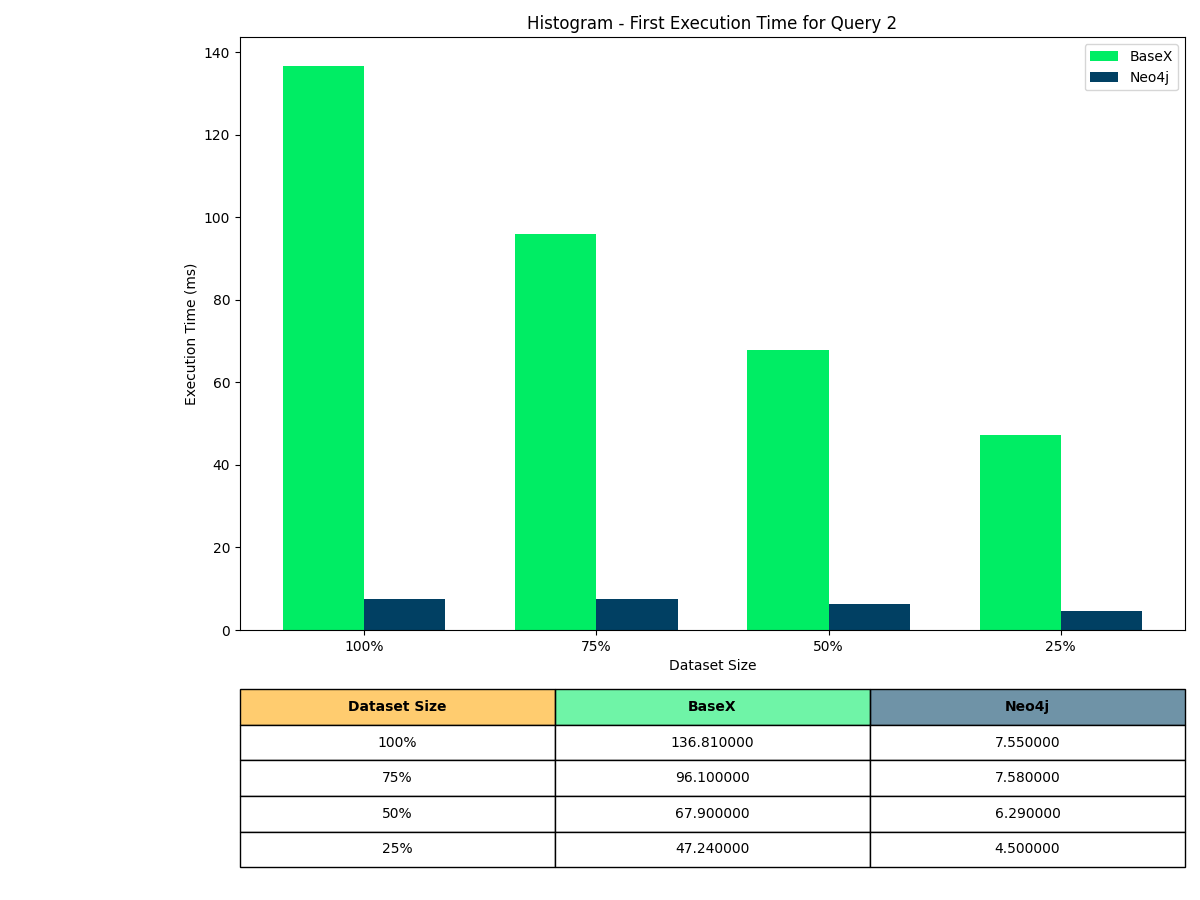 Histogram - First Execution Time for Query 2
BaseX
Neo4j
140
120
100
80
60
40
20
0
Execution Time (ms)
100% 75% 50% 25%
Dataset Size
Dataset Size BaseX Neo4j
100% 136.810000 7.550000
75% 96.100000 7.580000
50% 67.900000 6.290000
25% 47.240000 4.500000